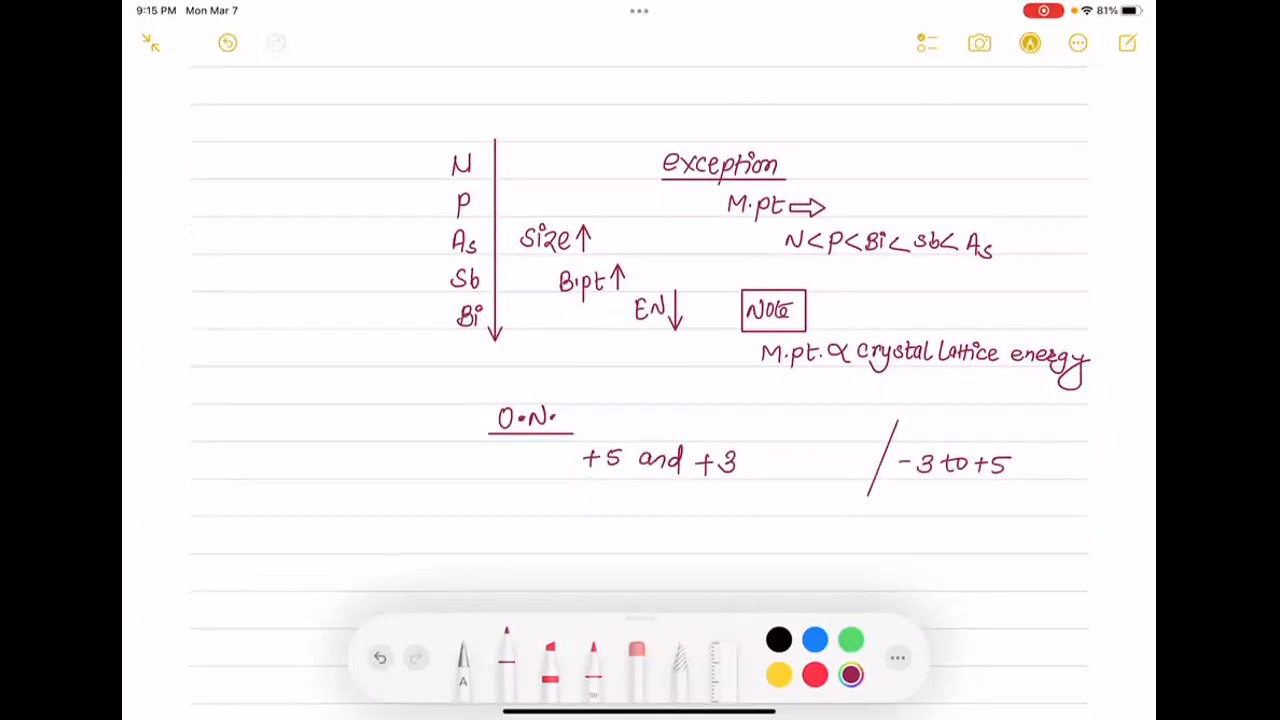 9:15 PM Mon Mar 7
81%
N
P
As
Sb
Bi
Size↑
B.pt↑
EN↓
exception
M.pt⇒
N<P<Bi<Sb<As
Note
M.pt. ∝ Crystal Lattice energy
O.N.
+5 and +3 / -3 to +5
A
50